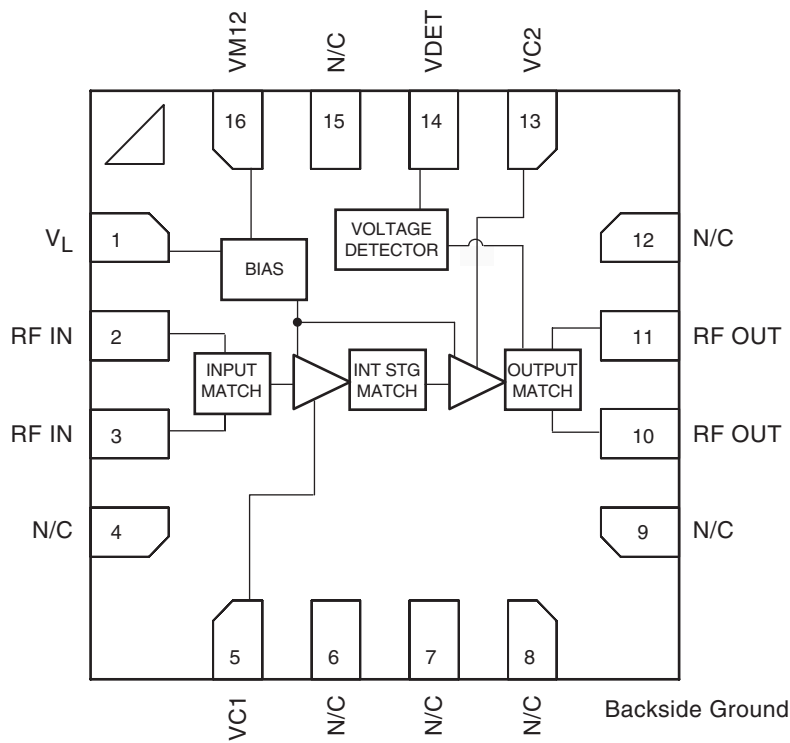 VM12
N/C
VDET
VC2
16
15
14
13
VL
1
BIAS
VOLTAGE
DETECTOR
12
N/C
RF IN
2
11
RF OUT
INPUT
MATCH
INT STG
MATCH
OUTPUT
MATCH
RF IN
3
10
RF OUT
N/C
4
9
N/C
5
6
7
8
VC1
N/C
N/C
N/C
Backside Ground